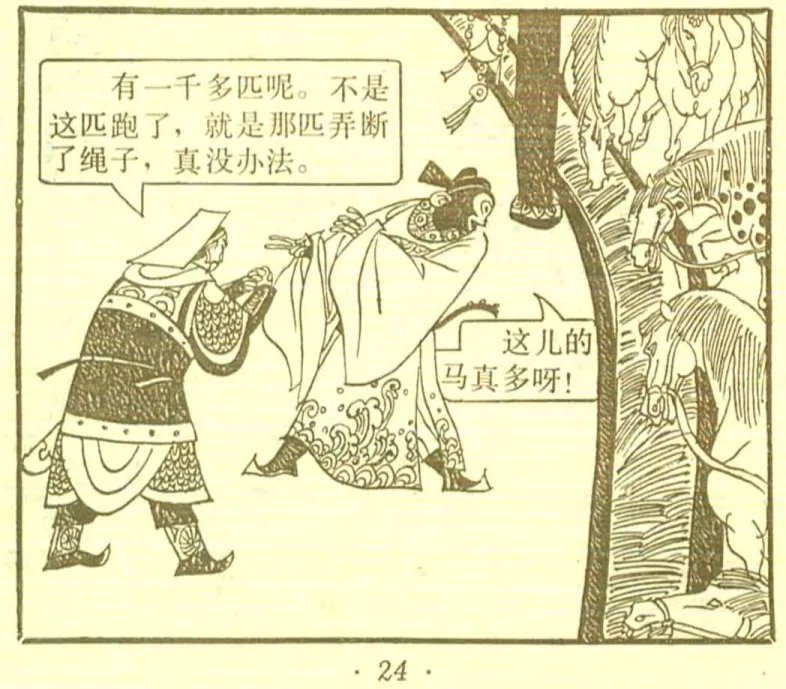 有一千多匹呢。不是
这匹跑了，就是那匹弄断
了绳子，真没办法。
这儿的
马真多呀！
· 24 ·